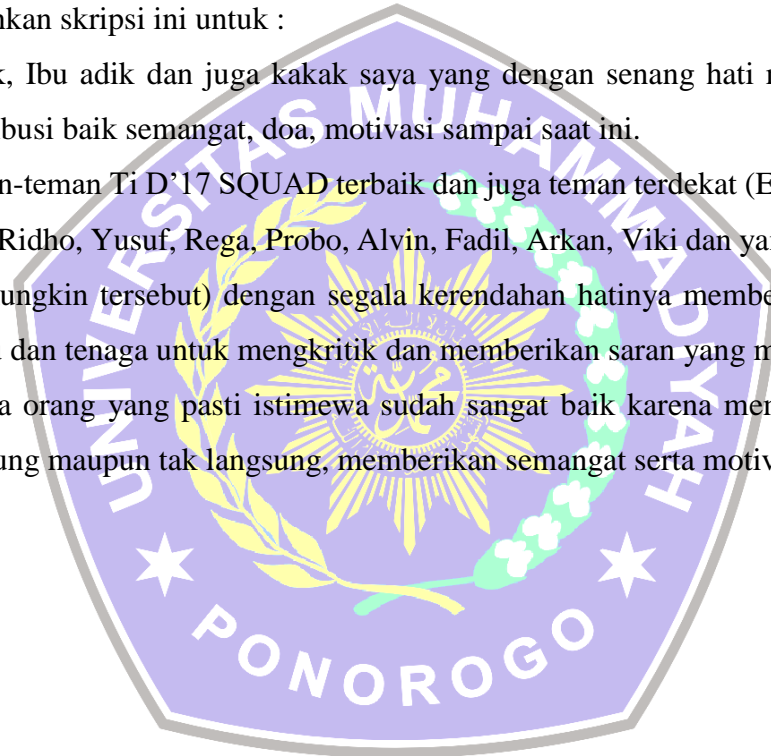 nkan skripsi ini untuk :
k, Ibu adik dan juga kakak saya yang dengan senang hati
busi baik semangat, doa, motivasi sampai saat ini.
n-teman Ti D’17 SQUAD terbaik dan juga teman terdekat (E
Ridho, Yusuf, Rega, Probo, Alvin, Fadil, Arkan, Viki dan ya
ungkin tersebut) dengan segala kerendahan hatinya membe
dan tenaga untuk mengkritik dan memberikan saran yang m
a orang yang pasti istimewa sudah sangat baik karena men
ung maupun tak langsung, memberikan semangat serta motiv
UNIVERSITAS MUHAMMADIYAH
PONOROGO